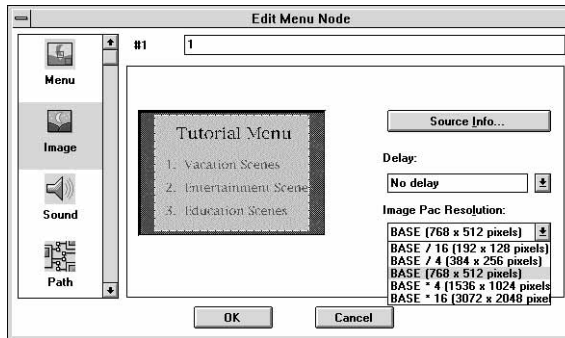 Edit Menu Node
#1
1
Menu
Image
Sound
Path
Tutorial Menu
1. Vacation Scenes
2. Entertainment Scene
3. Education Scenes
Source Info...
Delay:
No delay
Image Pac Resolution:
BASE (768 x 512 pixels)
BASE / 16 (192 x 128 pixels)
BASE / 4 (384 x 256 pixels)
BASE (768 x 512 pixels)
BASE * 4 (1536 x 1024 pixels
BASE * 16 (3072 x 2048 pixel
OK
Cancel